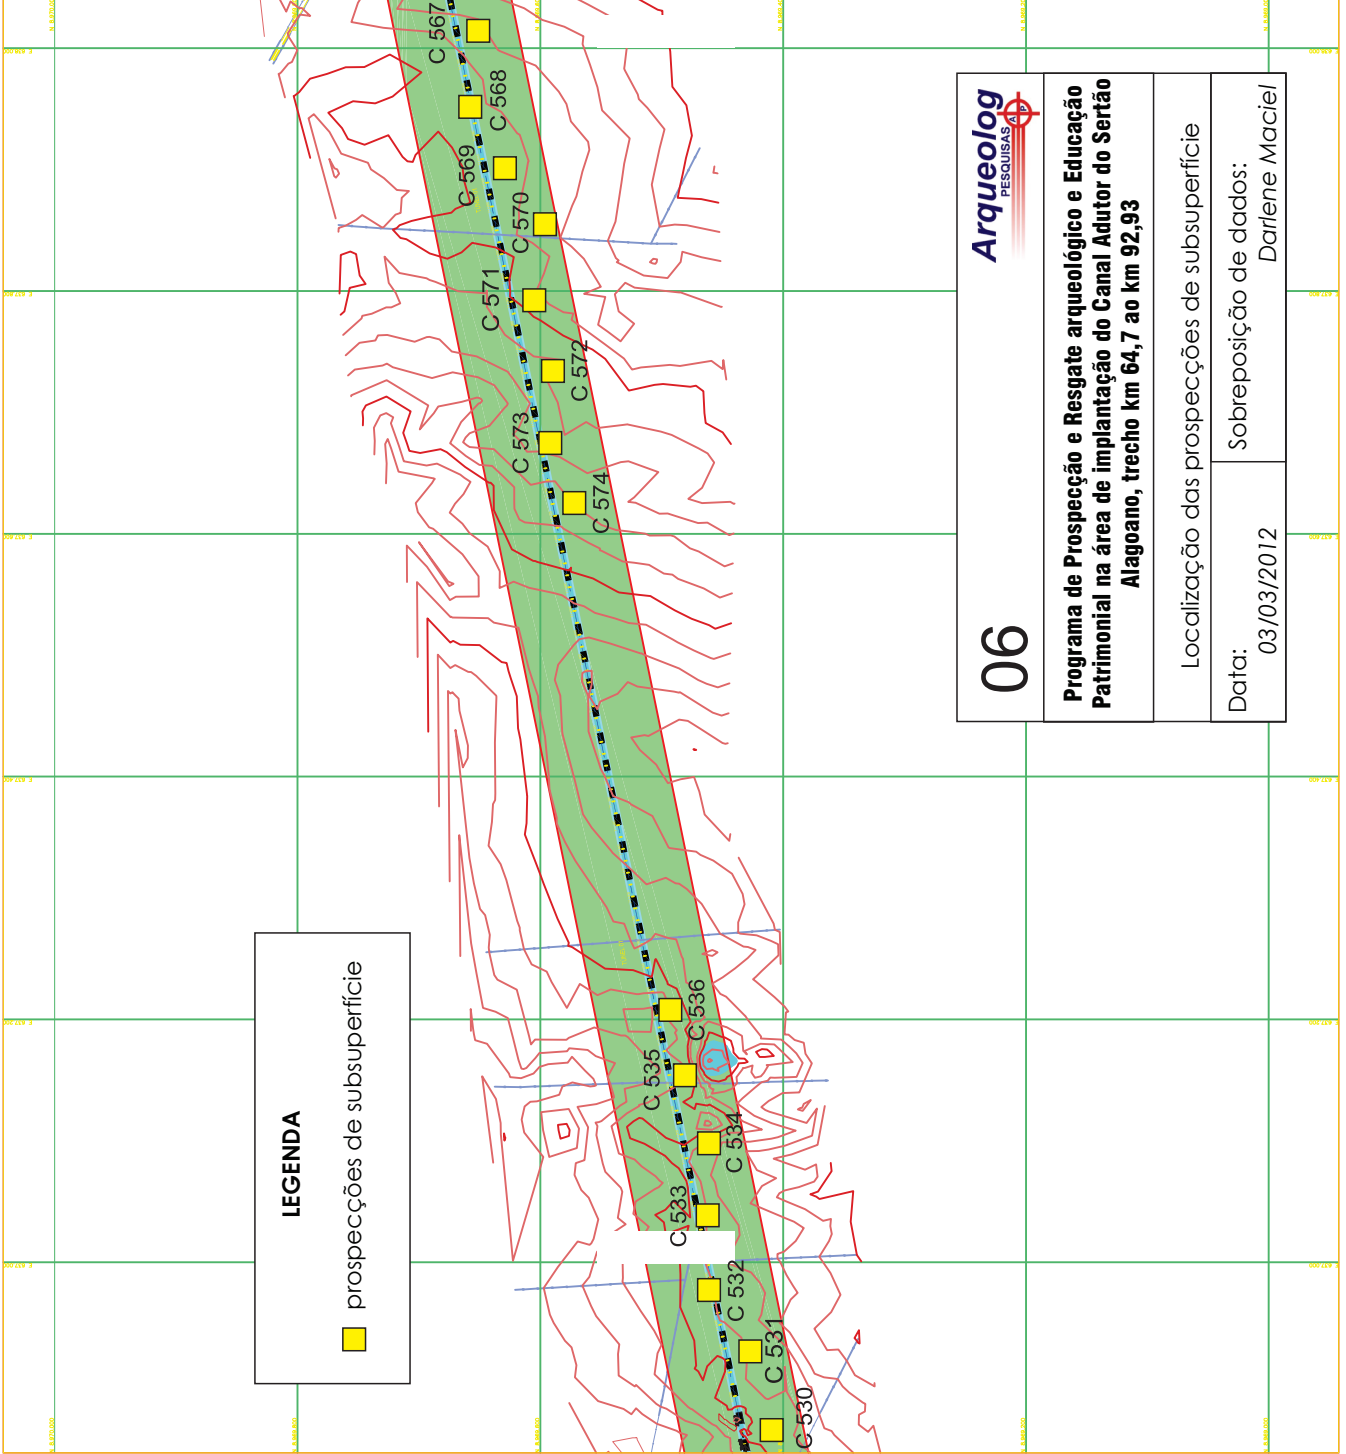 C 567
C 568
C 569
C 570
C 571
C 572
C 573
C 574
C 536
C 535
C 534
C 533
C 532
C 531
C 530
LEGENDA
prospecções de subsuperfície
06
Arqueolog
PESQUISAS
A P
Programa de Prospecção e Resgate arqueológico e Educação
Patrimonial na área de implantação do Canal Adutor do Sertão
Alagoano, trecho km 64,7 ao km 92,93
Localização das prospecções de subsuperfície
Data:
03/03/2012
Sobreposição de dados:
Darlene Maciel